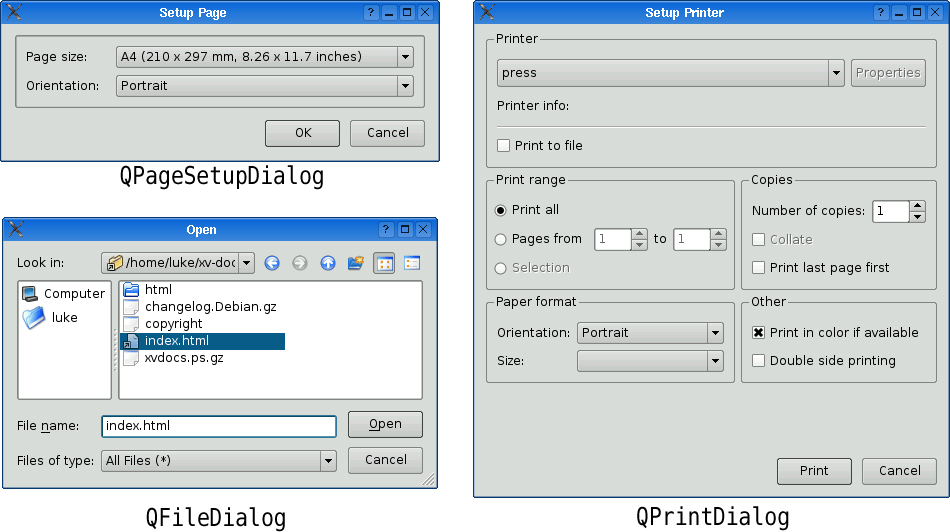 Setup Page
Page size: A4 (210 x 297 mm, 8.26 x 11.7 inches)
Orientation: Portrait
OK Cancel
QPageSetupDialog
Open
Look in: /home/luke/xv-doc
Computer
luke
html
changelog.Debian.gz
copyright
index.html
xvdocs.ps.gz
File name: index.html Open
Files of type: All Files (*) Cancel
QFileDialog
Setup Printer
Printer
press Properties
Printer info:
Print to file
Print range
Print all
Pages from 1 to 1
Selection
Copies
Number of copies: 1
Collate
Print last page first
Paper format
Orientation: Portrait
Size:
Other
Print in color if available
Double side printing
Print Cancel
QPrintDialog